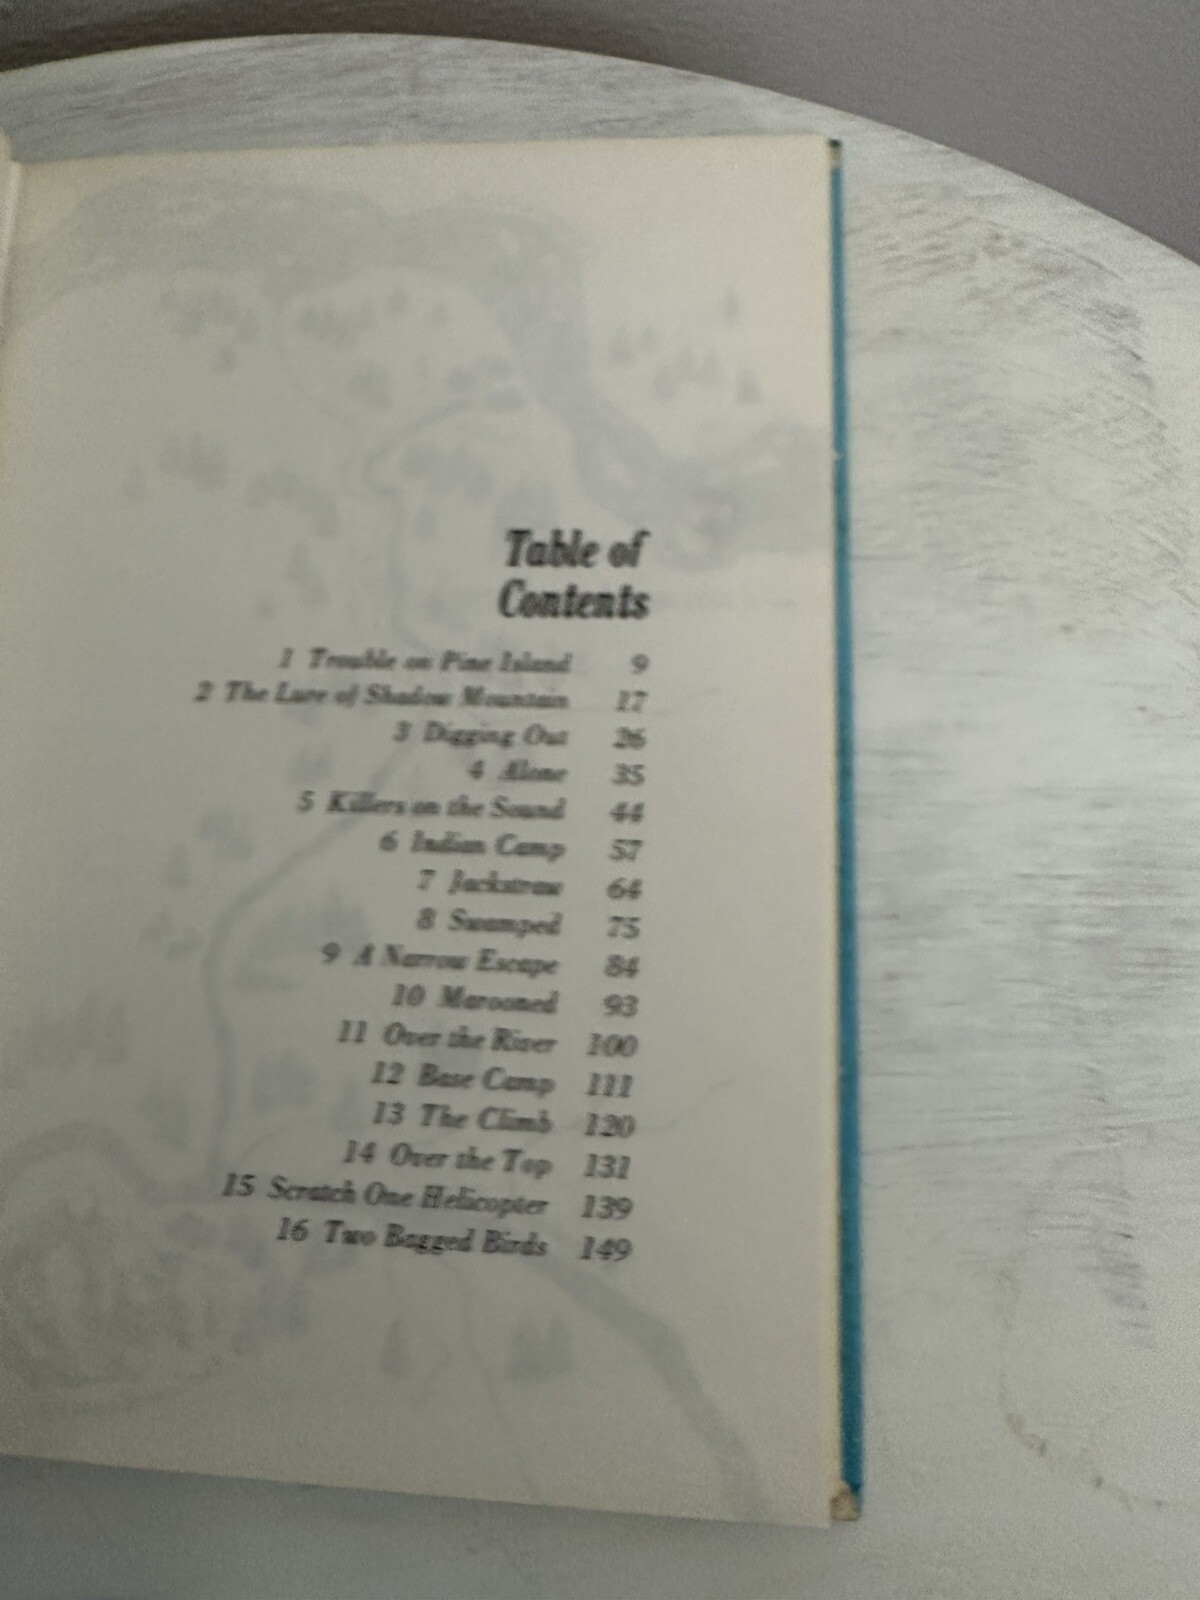 Table of
Contents
1 Trouble on Pine Island 9
2 The Lure of Shadow Mountain 17
3 Digging Out 26
4 Alone 35
5 Killers on the Sound 44
6 Indian Camp 57
7 Jackstraw 64
8 Swamped 75
9 A Narrow Escape 84
10 Marooned 93
11 Over the River 100
12 Base Camp 111
13 The Climb 120
14 Over the Top 131
15 Scratch One Helicopter 139
16 Two Bagged Birds 149